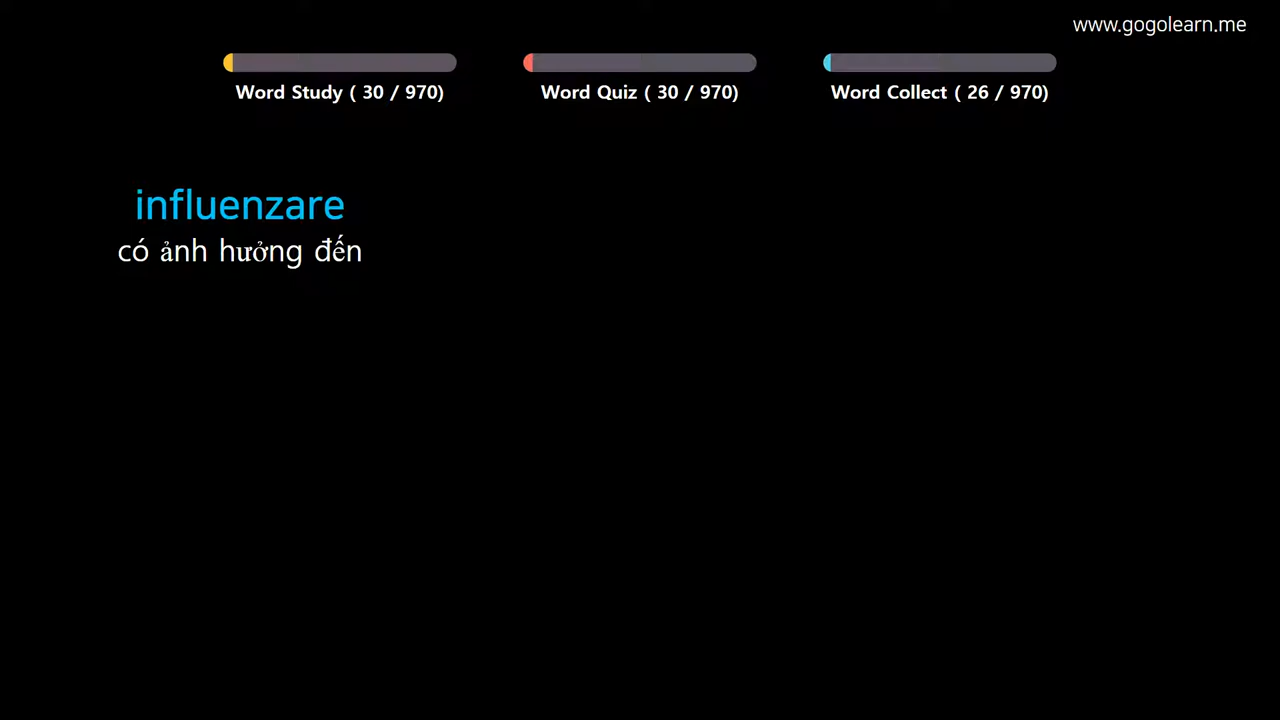 www.gogolearn.me
Word Study ( 30 / 970)
Word Quiz ( 30 / 970)
Word Collect ( 26 / 970)
influenzare
có ảnh hưởng đến